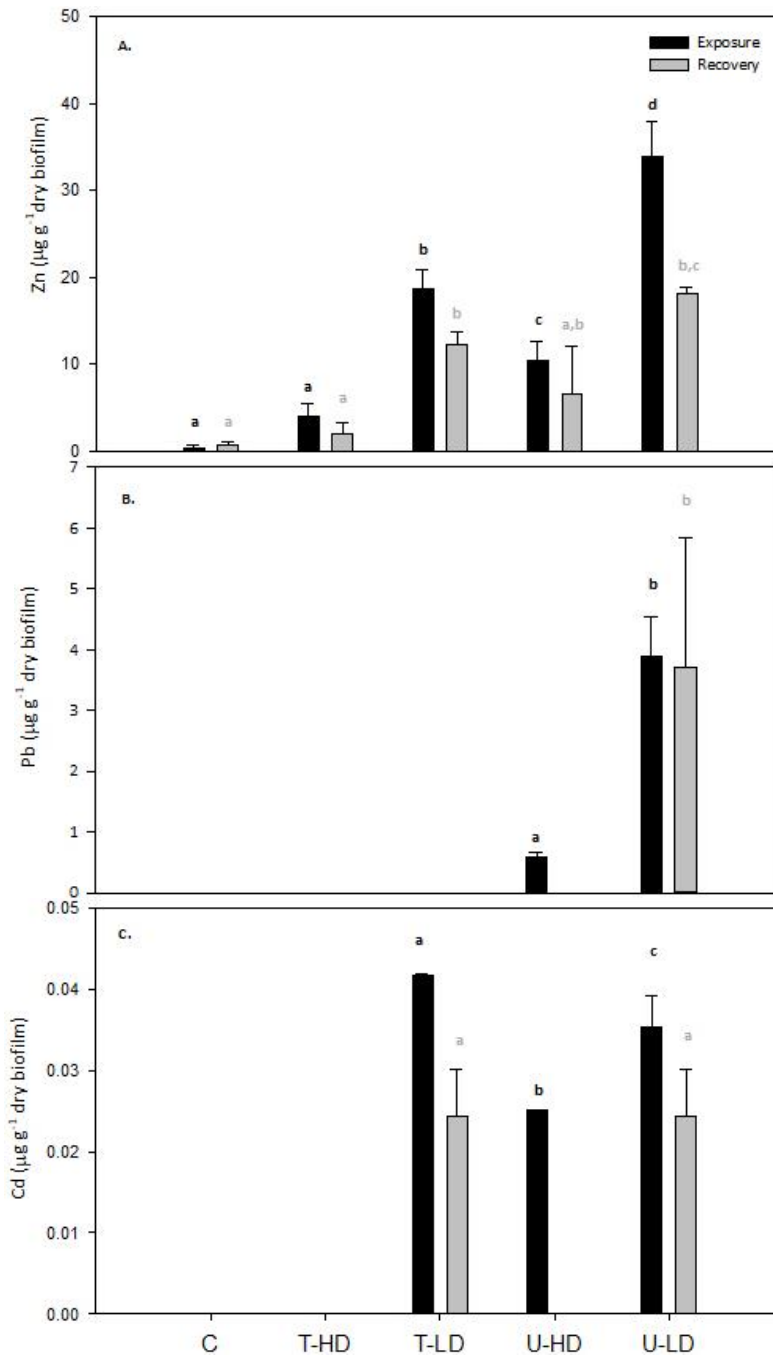 50
A.
Exposure
Recovery
d
40
Zn (µg g⁻¹dry biofilm)
30
b
b,c
20
b
c
a,b
10
a
a
a
a
0
7
B.
b
6
b
5
Pb (µg g⁻¹ dry biofilm)
4
3
2
1
a
0
0.05
C.
a
c
0.04
a
a
Cd (µg g⁻¹ dry biofilm)
0.03
b
0.02
0.01
0.00
C T-HD T-LD U-HD U-LD